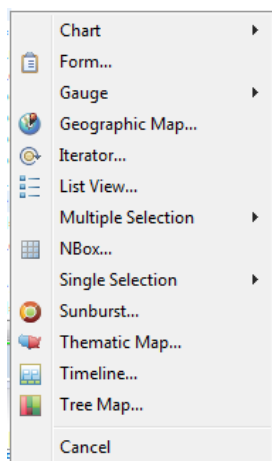 Chart
Form...
Gauge
Geographic Map...
Iterator...
List View...
Multiple Selection
NBox...
Single Selection
Sunburst...
Thematic Map...
Timeline...
Tree Map...
Cancel